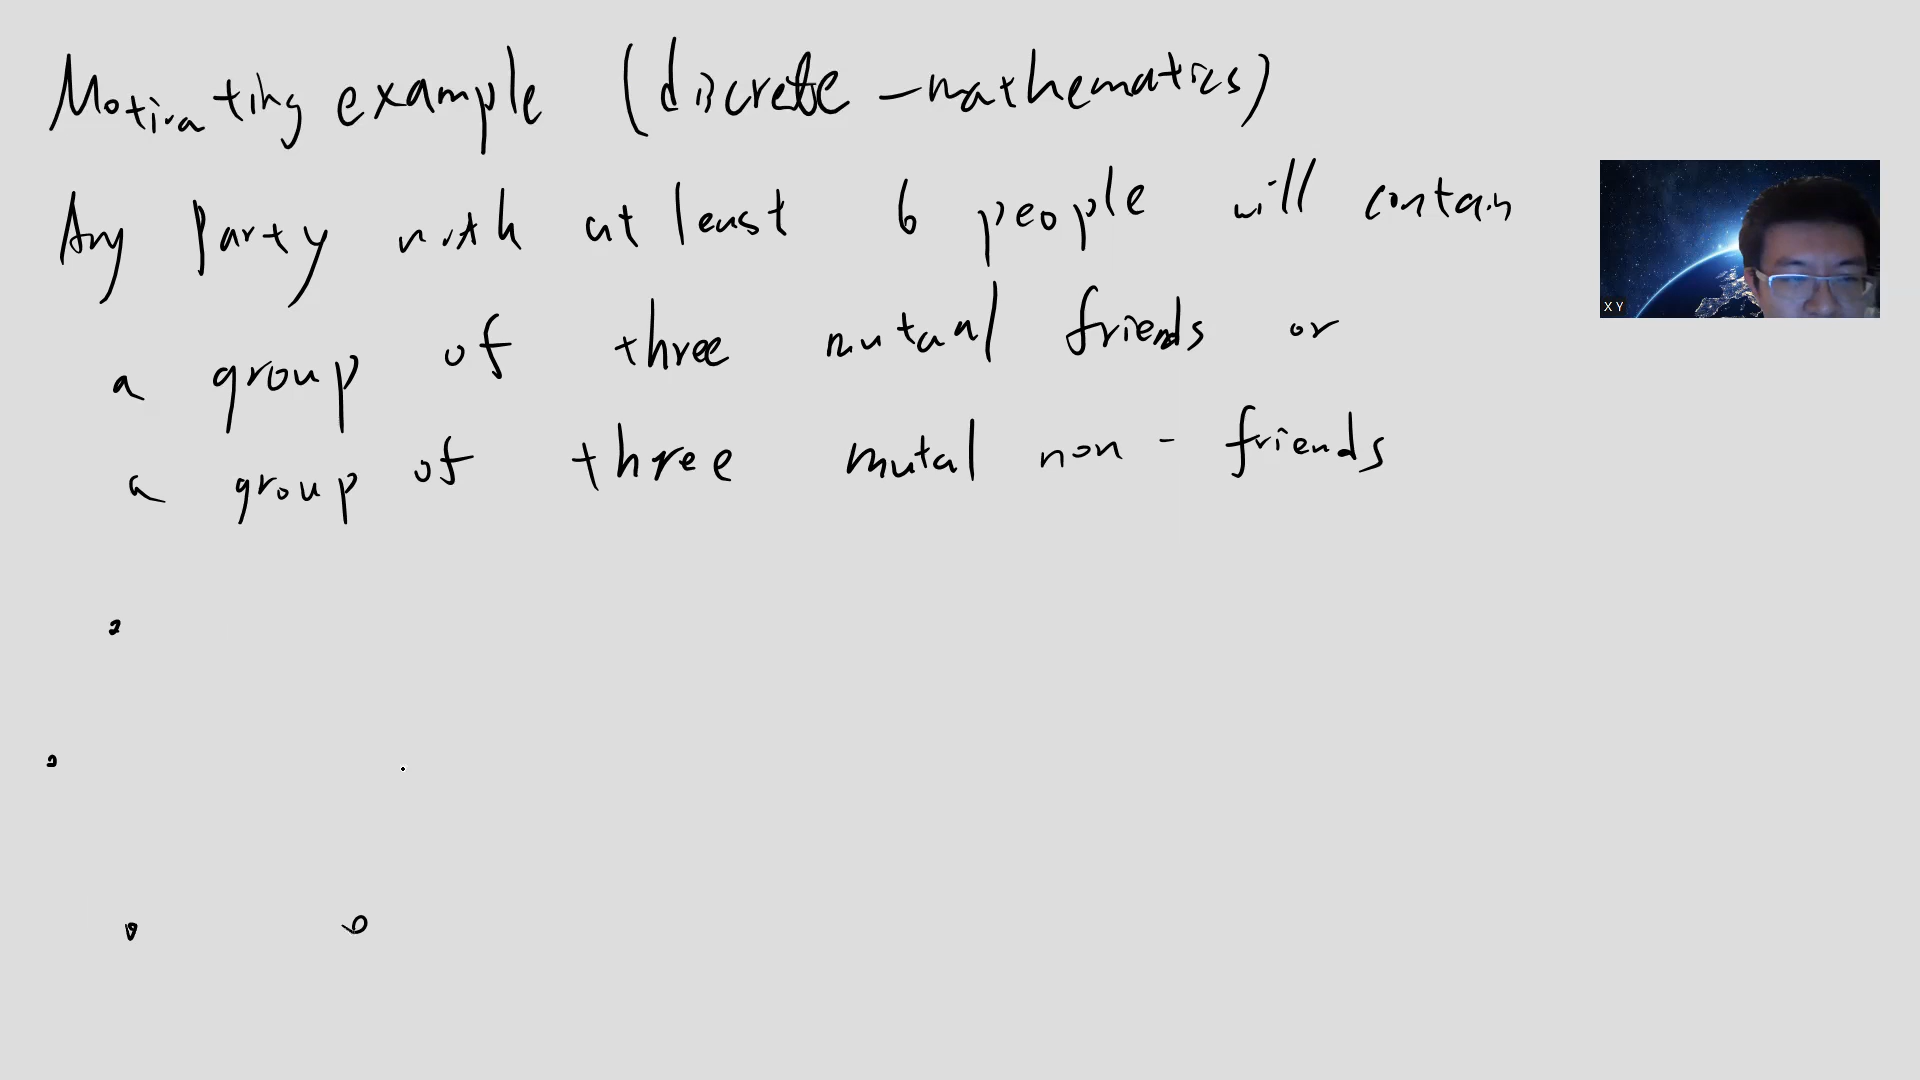 Motivating example (discrete - mathematics)
Any Party with at least 6 people will contain
a group of three mutual friends or
a group of three mutal non - friends
X Y